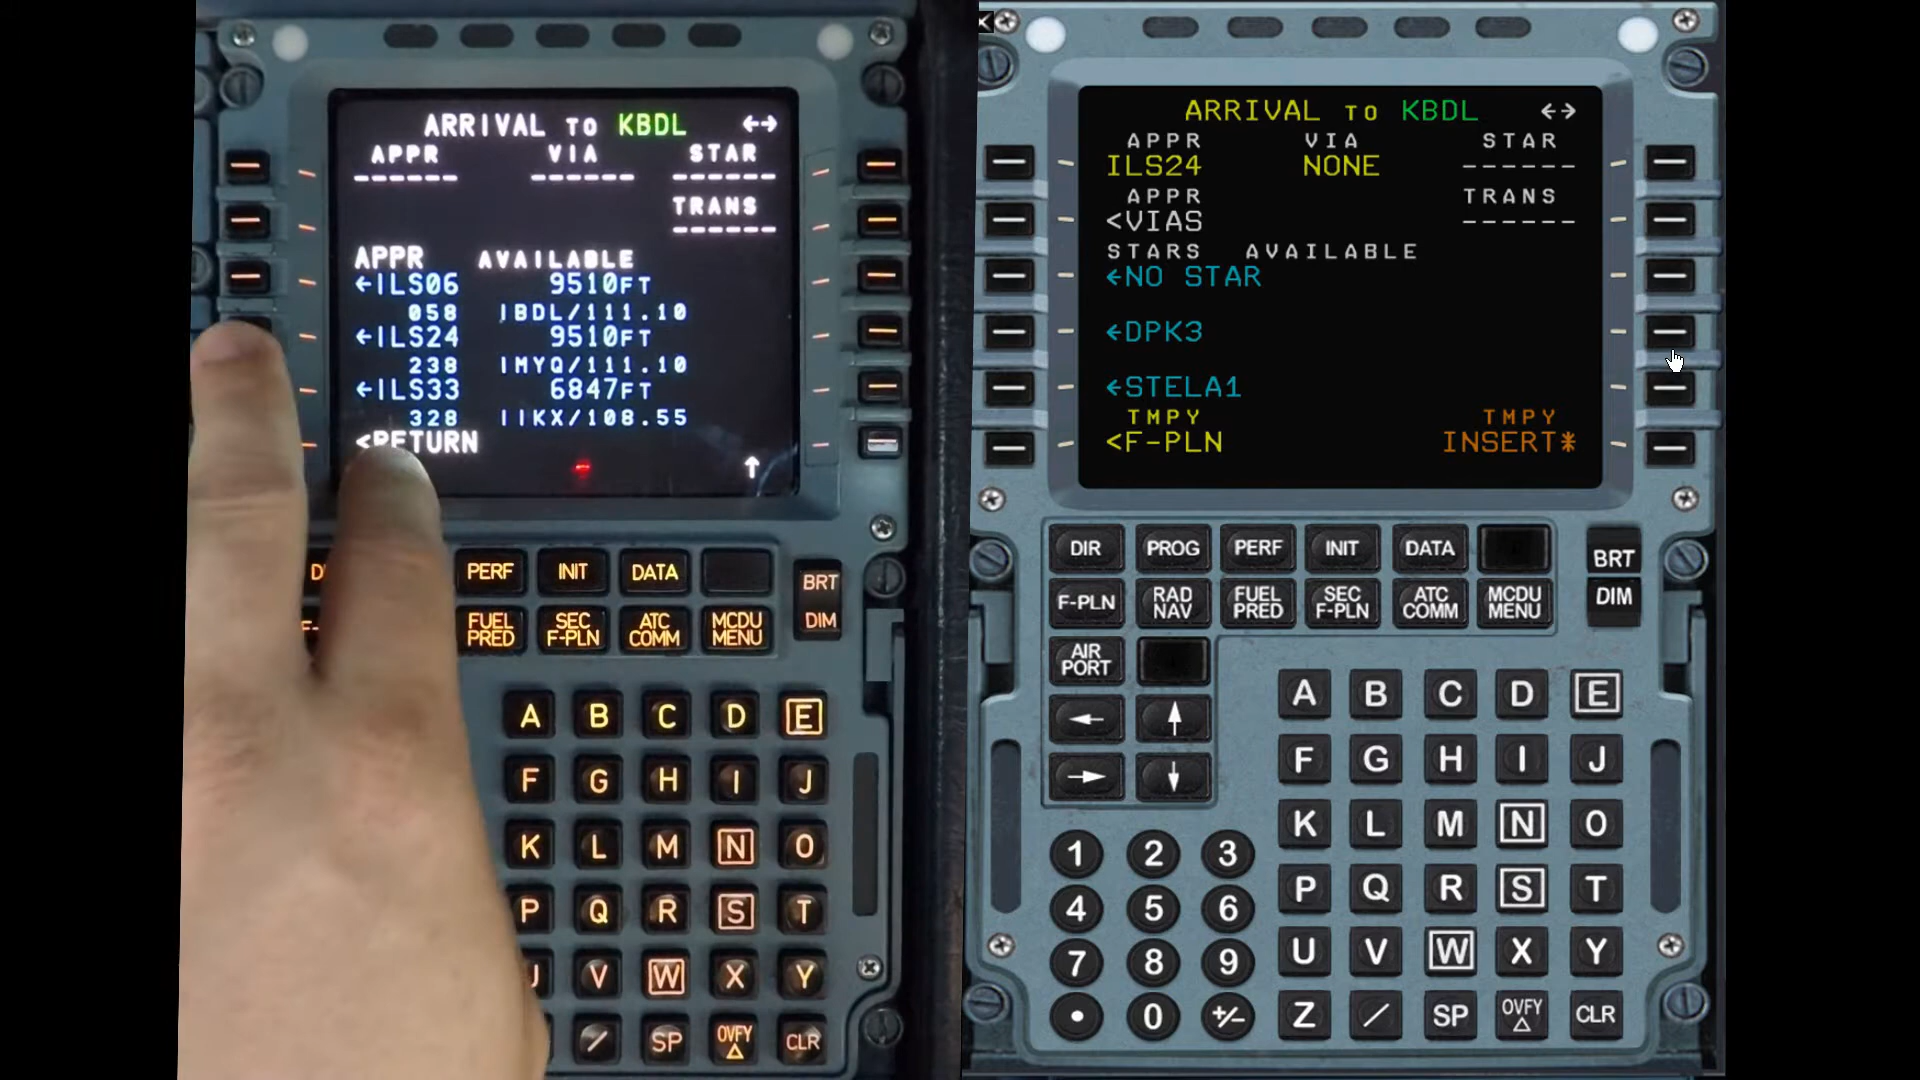 ARRIVAL TO KBDL ←→
APPR VIA STAR
------ ------ ------
TRANS
------
APPR AVAILABLE
←ILS06 9510FT
058 IBDL/111.10
←ILS24 9510FT
238 IMYQ/111.10
←ILS33 6847FT
328 IIKX/108.55
<RETURN
↑
PERF INIT DATA
BRT
FUEL PRED
SEC F-PLN
ATC COMM
MCDU MENU
DIM
A B C D E
F G H I J
K L M N O
P Q R S T
V W X Y
/ SP OVFY △ CLR
ARRIVAL TO KBDL ←→
APPR VIA STAR
ILS24 NONE ------
APPR TRANS
<VIAS ------
STARS AVAILABLE
←NO STAR
←DPK3
←STELA1
TMPY TMPY
<F-PLN INSERT*
DIR PROG PERF INIT DATA
BRT
F-PLN
RAD NAV
FUEL PRED
SEC F-PLN
ATC COMM
MCDU MENU
DIM
AIR PORT
← ↑
→ ↓
A B C D E
F G H I J
K L M N O
P Q R S T
U V W X Y
Z / SP OVFY △ CLR
1 2 3
4 5 6
7 8 9
• 0 +/-